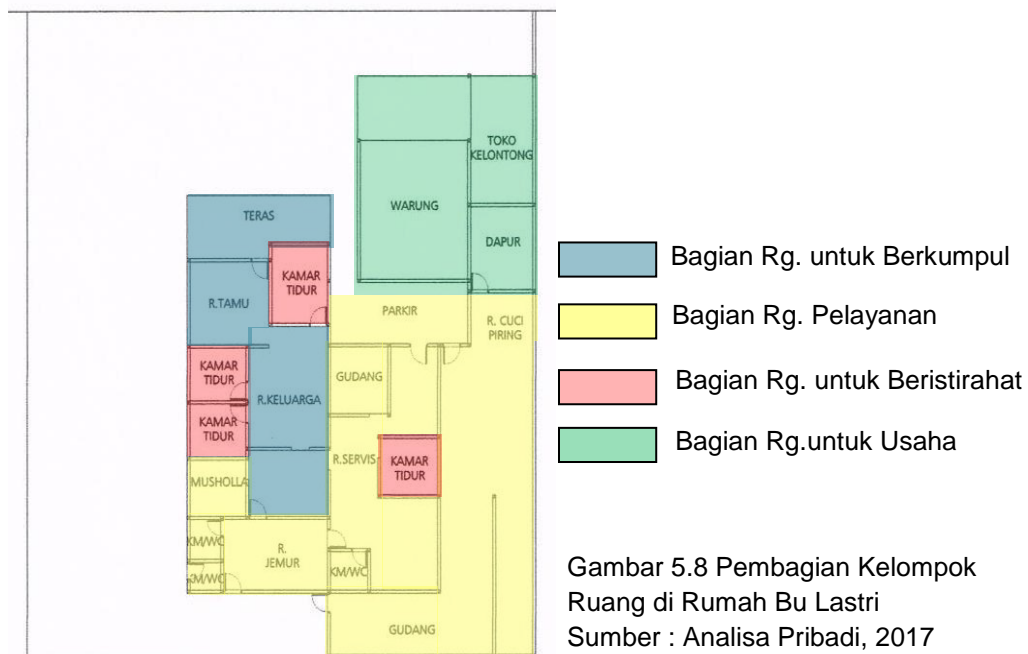 TOKO
KELONTONG
WARUNG
TERAS
DAPUR
KAMAR
TIDUR
R.TAMU
PARKIR
R. CUCI
PIRING
KAMAR
TIDUR
GUDANG
R.KELUARGA
KAMAR
TIDUR
R.SERVIS
KAMAR
TIDUR
MUSHOLLA
KM/WC
R.
JEMUR
KM/WC
KM/WC
GUDANG
Bagian Rg. untuk Berkumpul
Bagian Rg. Pelayanan
Bagian Rg. untuk Beristirahat
Bagian Rg.untuk Usaha
Gambar 5.8 Pembagian Kelompok
Ruang di Rumah Bu Lastri
Sumber : Analisa Pribadi, 2017